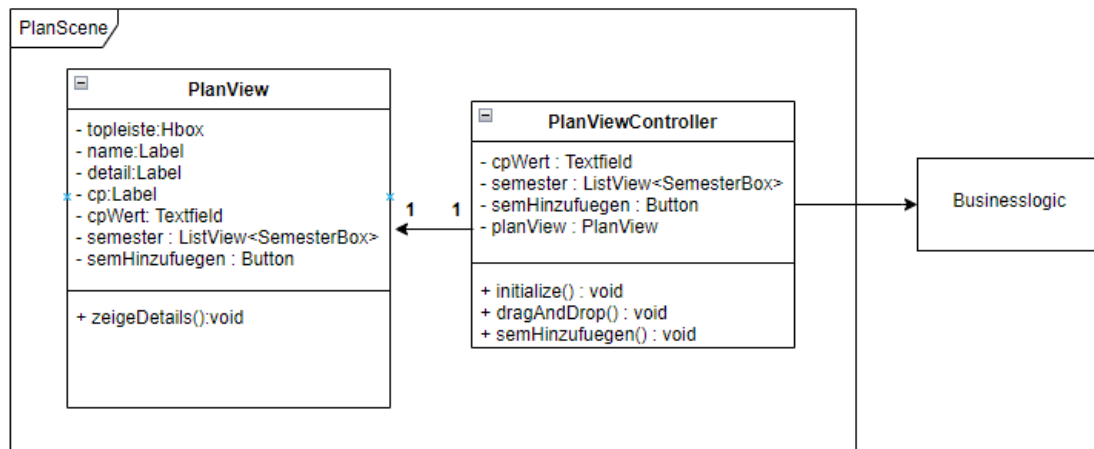 PlanScene
PlanView
- topleiste:Hbox
- name:Label
- detail:Label
- cp:Label
- cpWert: Textfield
- semester : ListView<SemesterBox>
- semHinzufuegen : Button
+ zeigeDetails():void
1
1
PlanViewController
- cpWert : Textfield
- semester : ListView<SemesterBox>
- semHinzufuegen : Button
- planView : PlanView
+ initialize() : void
+ dragAndDrop() : void
+ semHinzufuegen() : void
Businesslogic